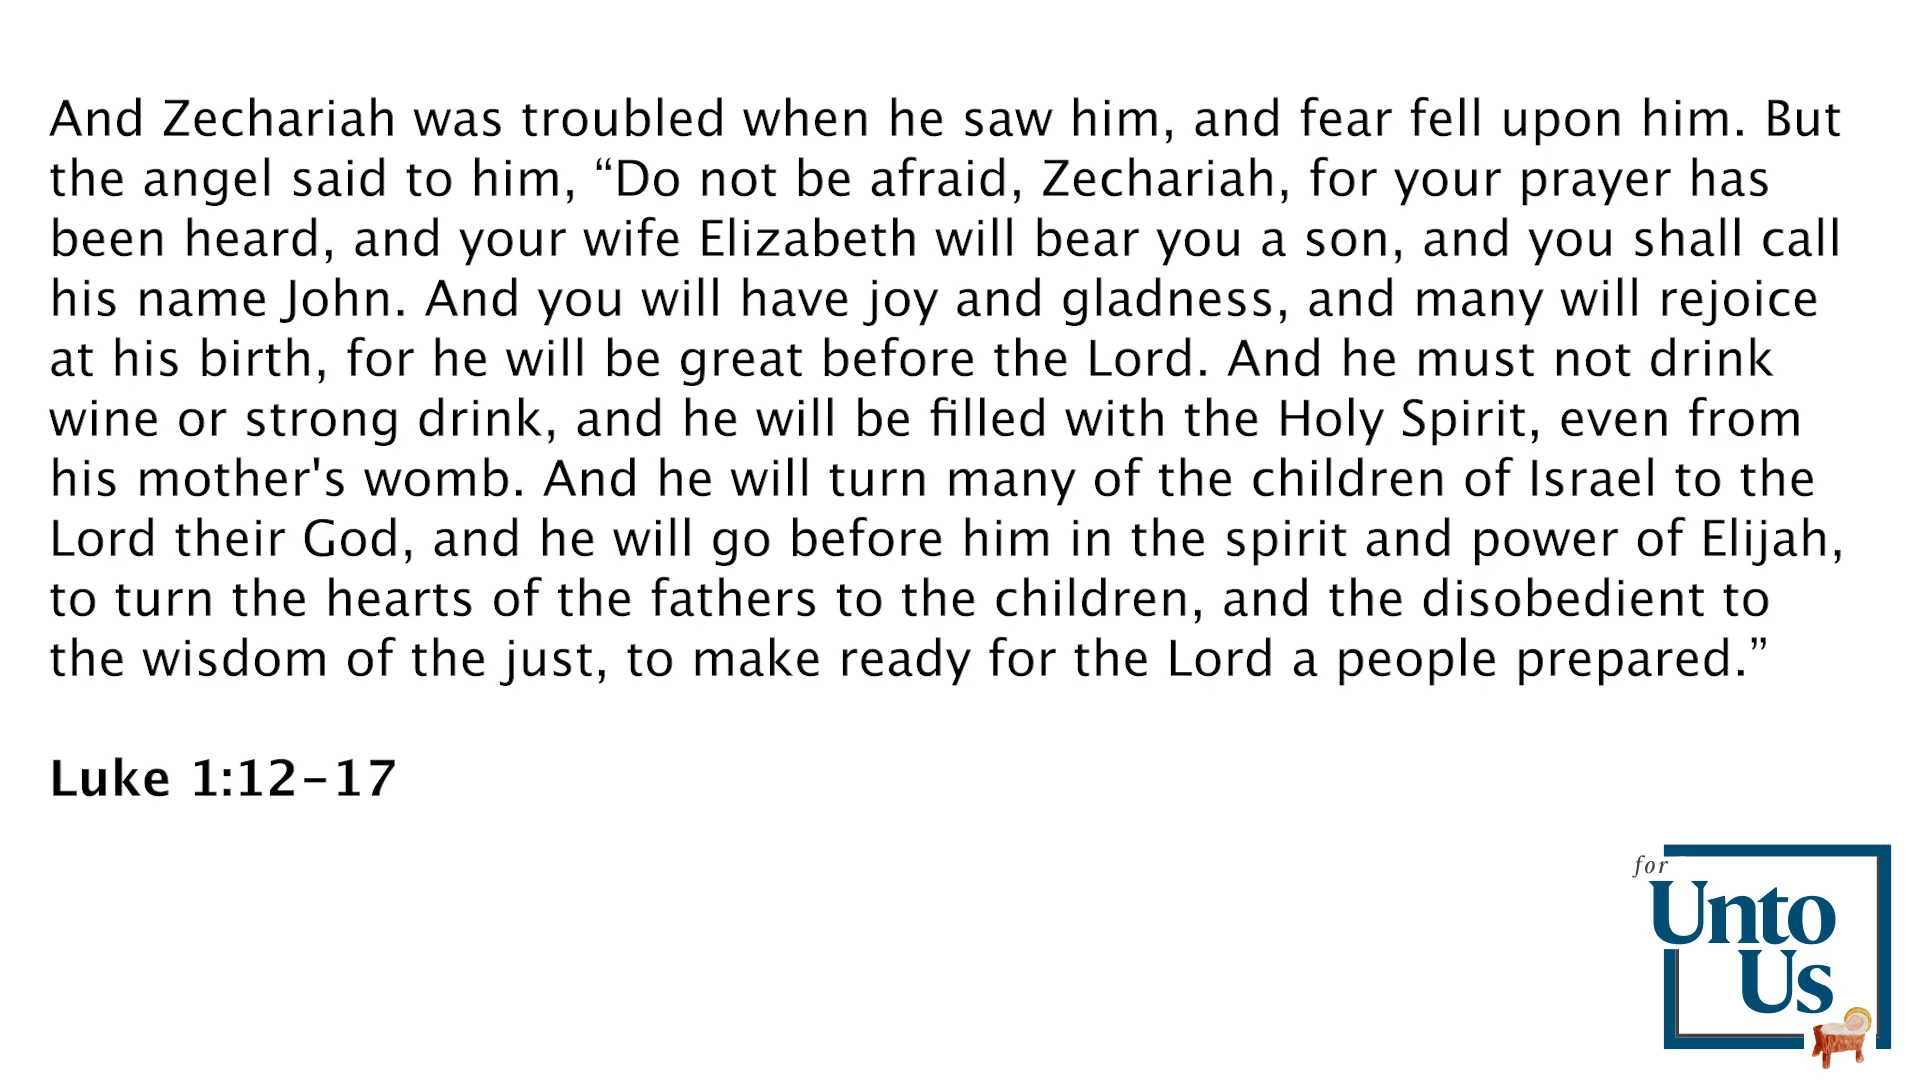 And Zechariah was troubled when he saw him, and fear fell upon him. But
the angel said to him, “Do not be afraid, Zechariah, for your prayer has
been heard, and your wife Elizabeth will bear you a son, and you shall call
his name John. And you will have joy and gladness, and many will rejoice
at his birth, for he will be great before the Lord. And he must not drink
wine or strong drink, and he will be filled with the Holy Spirit, even from
his mother's womb. And he will turn many of the children of Israel to the
Lord their God, and he will go before him in the spirit and power of Elijah,
to turn the hearts of the fathers to the children, and the disobedient to
the wisdom of the just, to make ready for the Lord a people prepared.”
Luke 1:12-17
for
Unto
Us